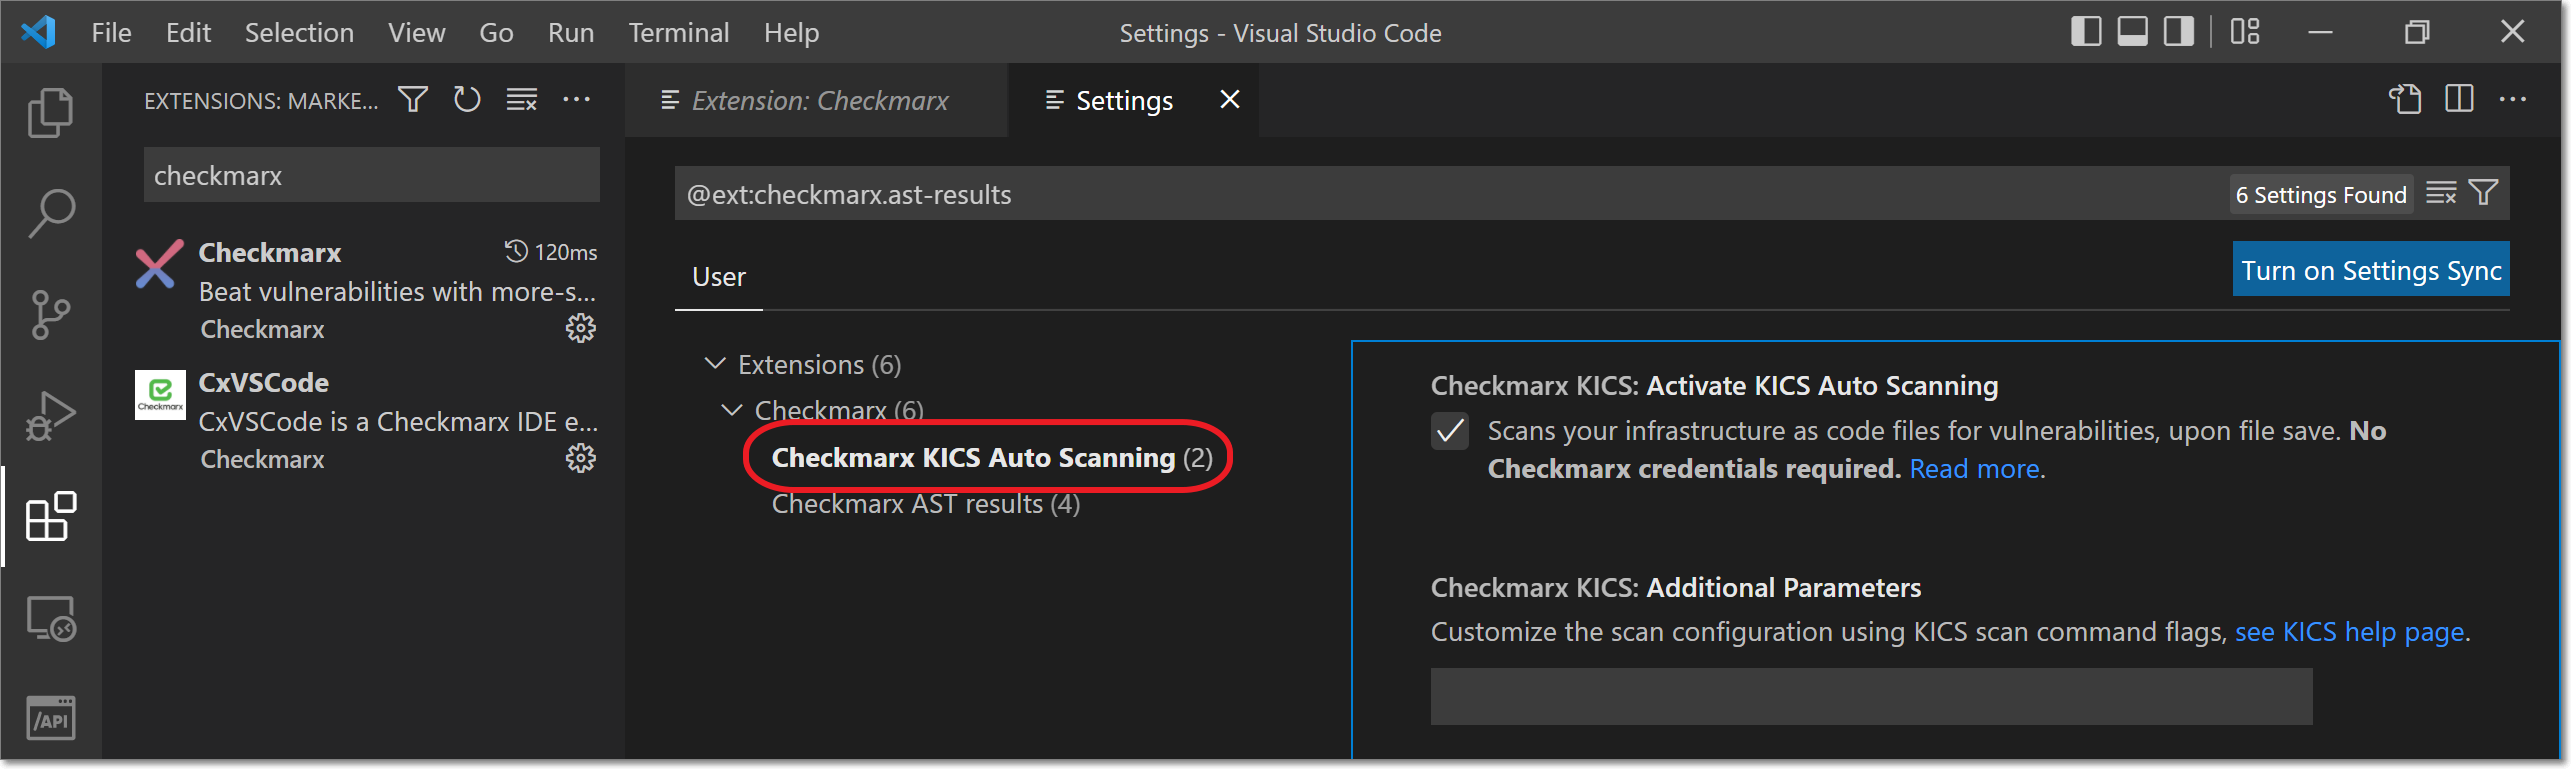 File Edit Selection View Go Run Terminal Help
Settings - Visual Studio Code
EXTENSIONS: MARKE...
Extension: Checkmarx
Settings
checkmarx
@ext:checkmarx.ast-results
6 Settings Found
Checkmarx
120ms
Beat vulnerabilities with more-s...
Checkmarx
Checkmarx
CxVSCode
CxVSCode is a Checkmarx IDE e...
Checkmarx
/API
User
Turn on Settings Sync
Extensions (6)
Checkmarx (6)
Checkmarx KICS Auto Scanning (2)
Checkmarx AST results (4)
Checkmarx KICS: Activate KICS Auto Scanning
Scans your infrastructure as code files for vulnerabilities, upon file save. No
Checkmarx credentials required. Read more.
Checkmarx KICS: Additional Parameters
Customize the scan configuration using KICS scan command flags, see KICS help page.